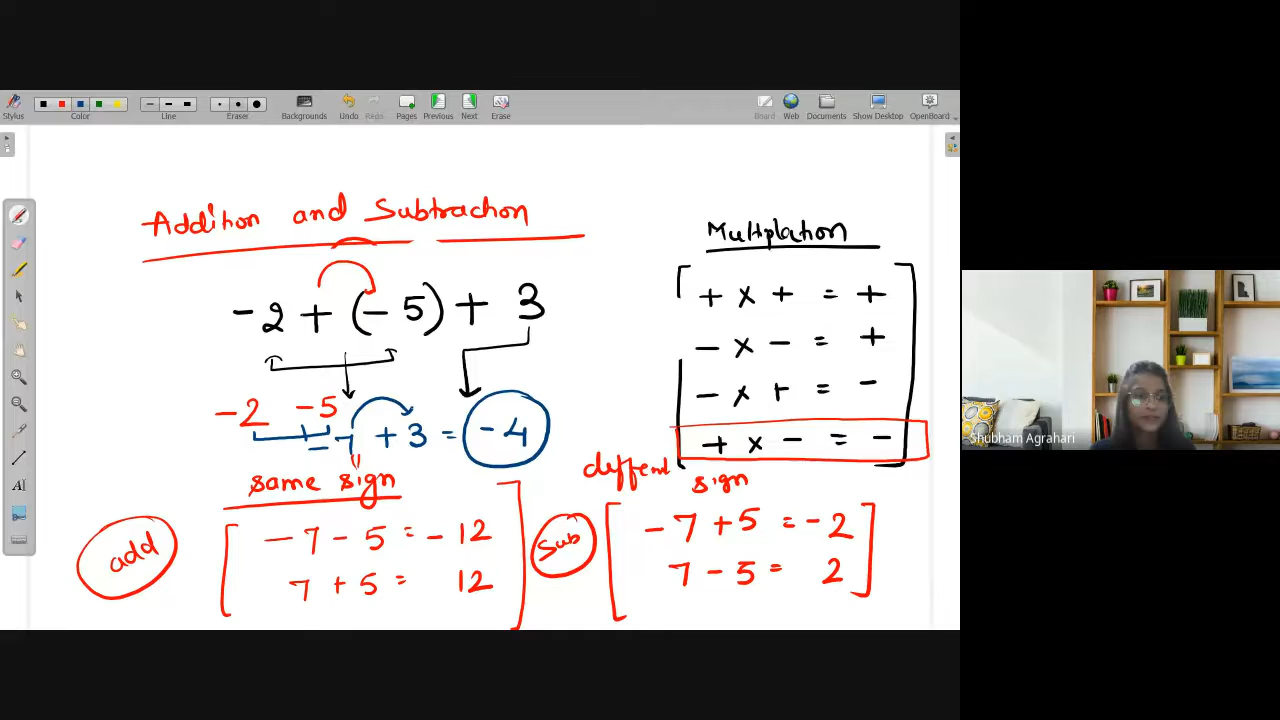 Stylus Color Line Eraser Backgrounds Undo Redo Pages Previous Next Erase Board Web Documents Show Desktop OpenBoard
Addition and Subtraction
-2 + (-5) + 3
-2 -5
= -7 + 3 = -4
same sign
add
-7 - 5 = -12
7 + 5 = 12
Multiplation
+ x + = +
- x - = +
- x + = -
+ x - = -
diffent sign
Sub
-7 + 5 = -2
7 - 5 = 2
Shubham Agrahari